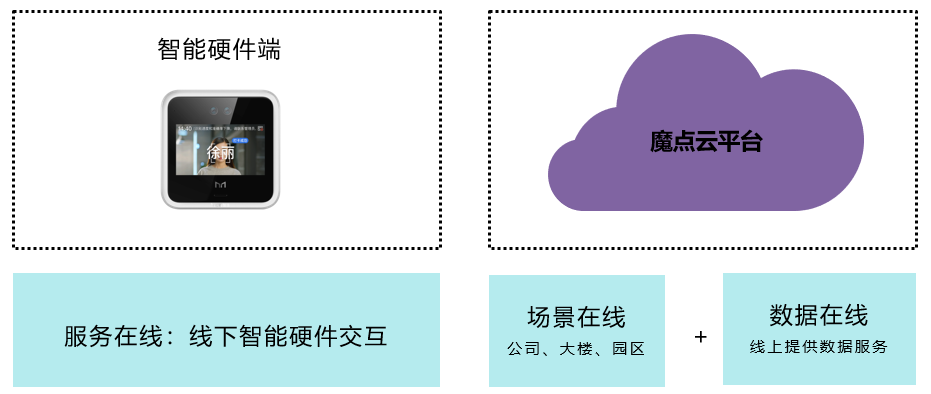 智能硬件端
11:40
徐丽
魔点云平台
服务在线：线下智能硬件交互
场景在线
公司、大楼、园区
+
数据在线
线上提供数据服务